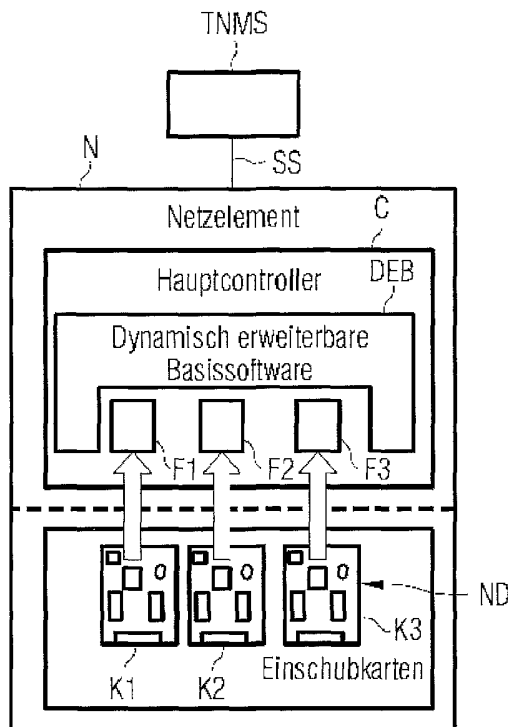 TNMS
N
SS
Netzelement
C
Hauptcontroller
DEB
Dynamisch erweiterbare
Basissoftware
F1
F2
F3
ND
K3
Einschubkarten
K1
K2